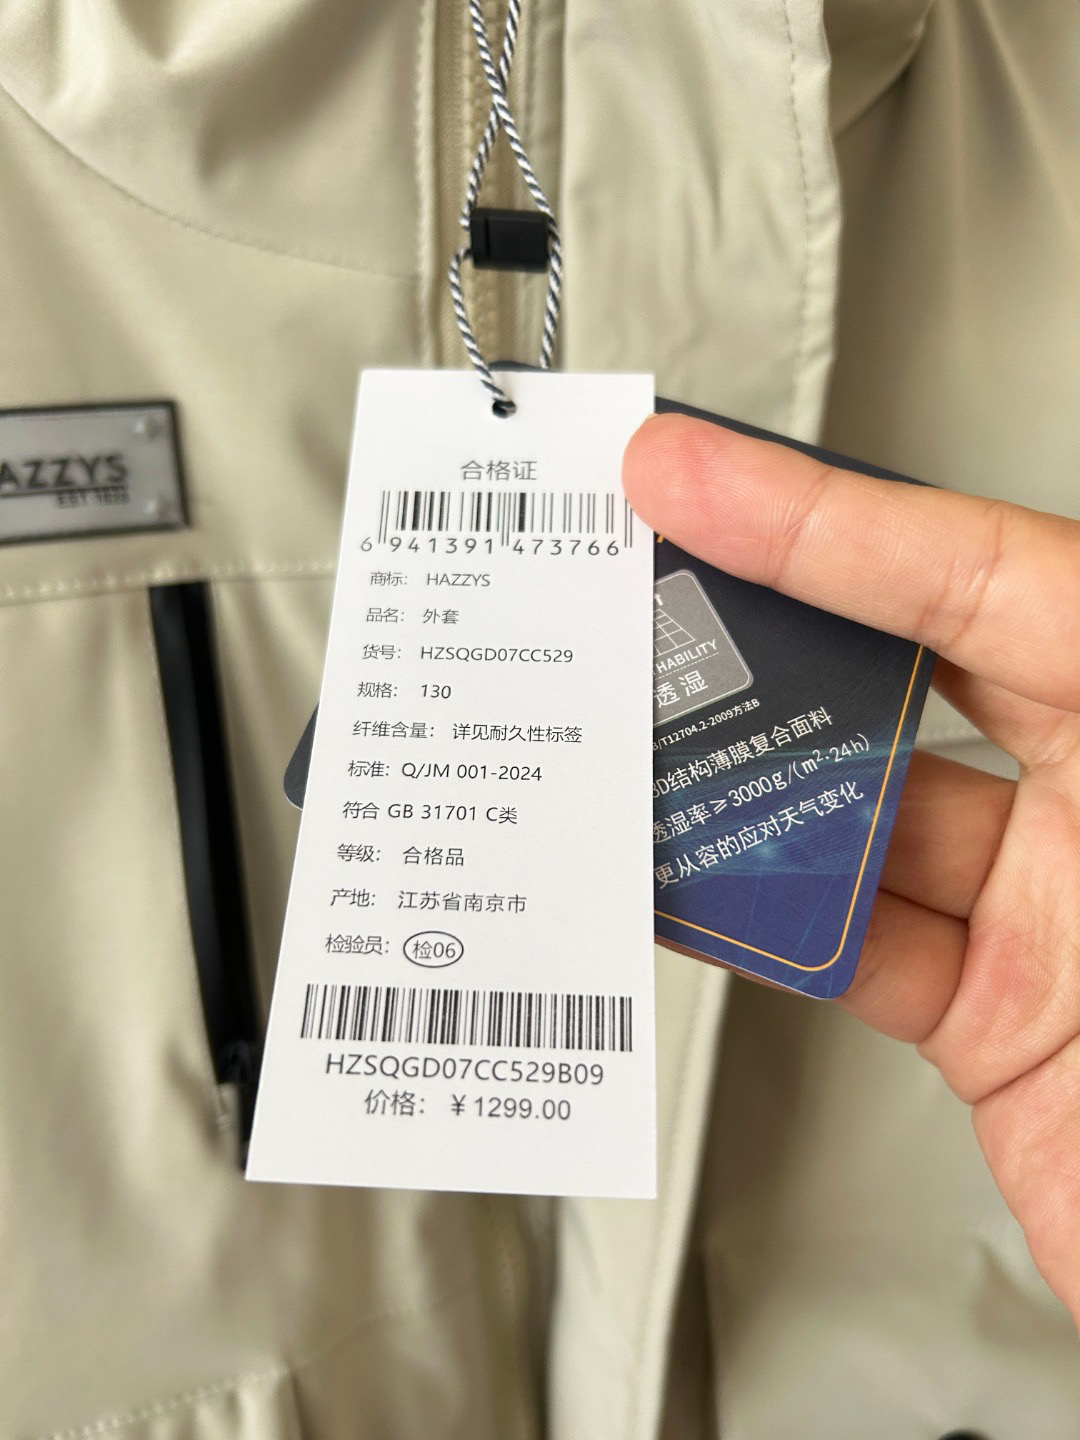 合格证
6 941391 473766
商标: HAZZYS
品名: 外套
货号: HZSQGD07CC529
规格: 130
纤维含量: 详见耐久性标签
标准: Q/JM 001-2024
符合 GB 31701 C类
等级: 合格品
产地: 江苏省南京市
检验员: 检06
HZSQGD07CC529B09
价格: ¥1299.00
AZZYS
EST 1826
HABILITY
透湿
/T12704.2-2009方法B
3D结构薄膜复合面料
透湿率≥3000g/(m²·24h)
更从容的应对天气变化